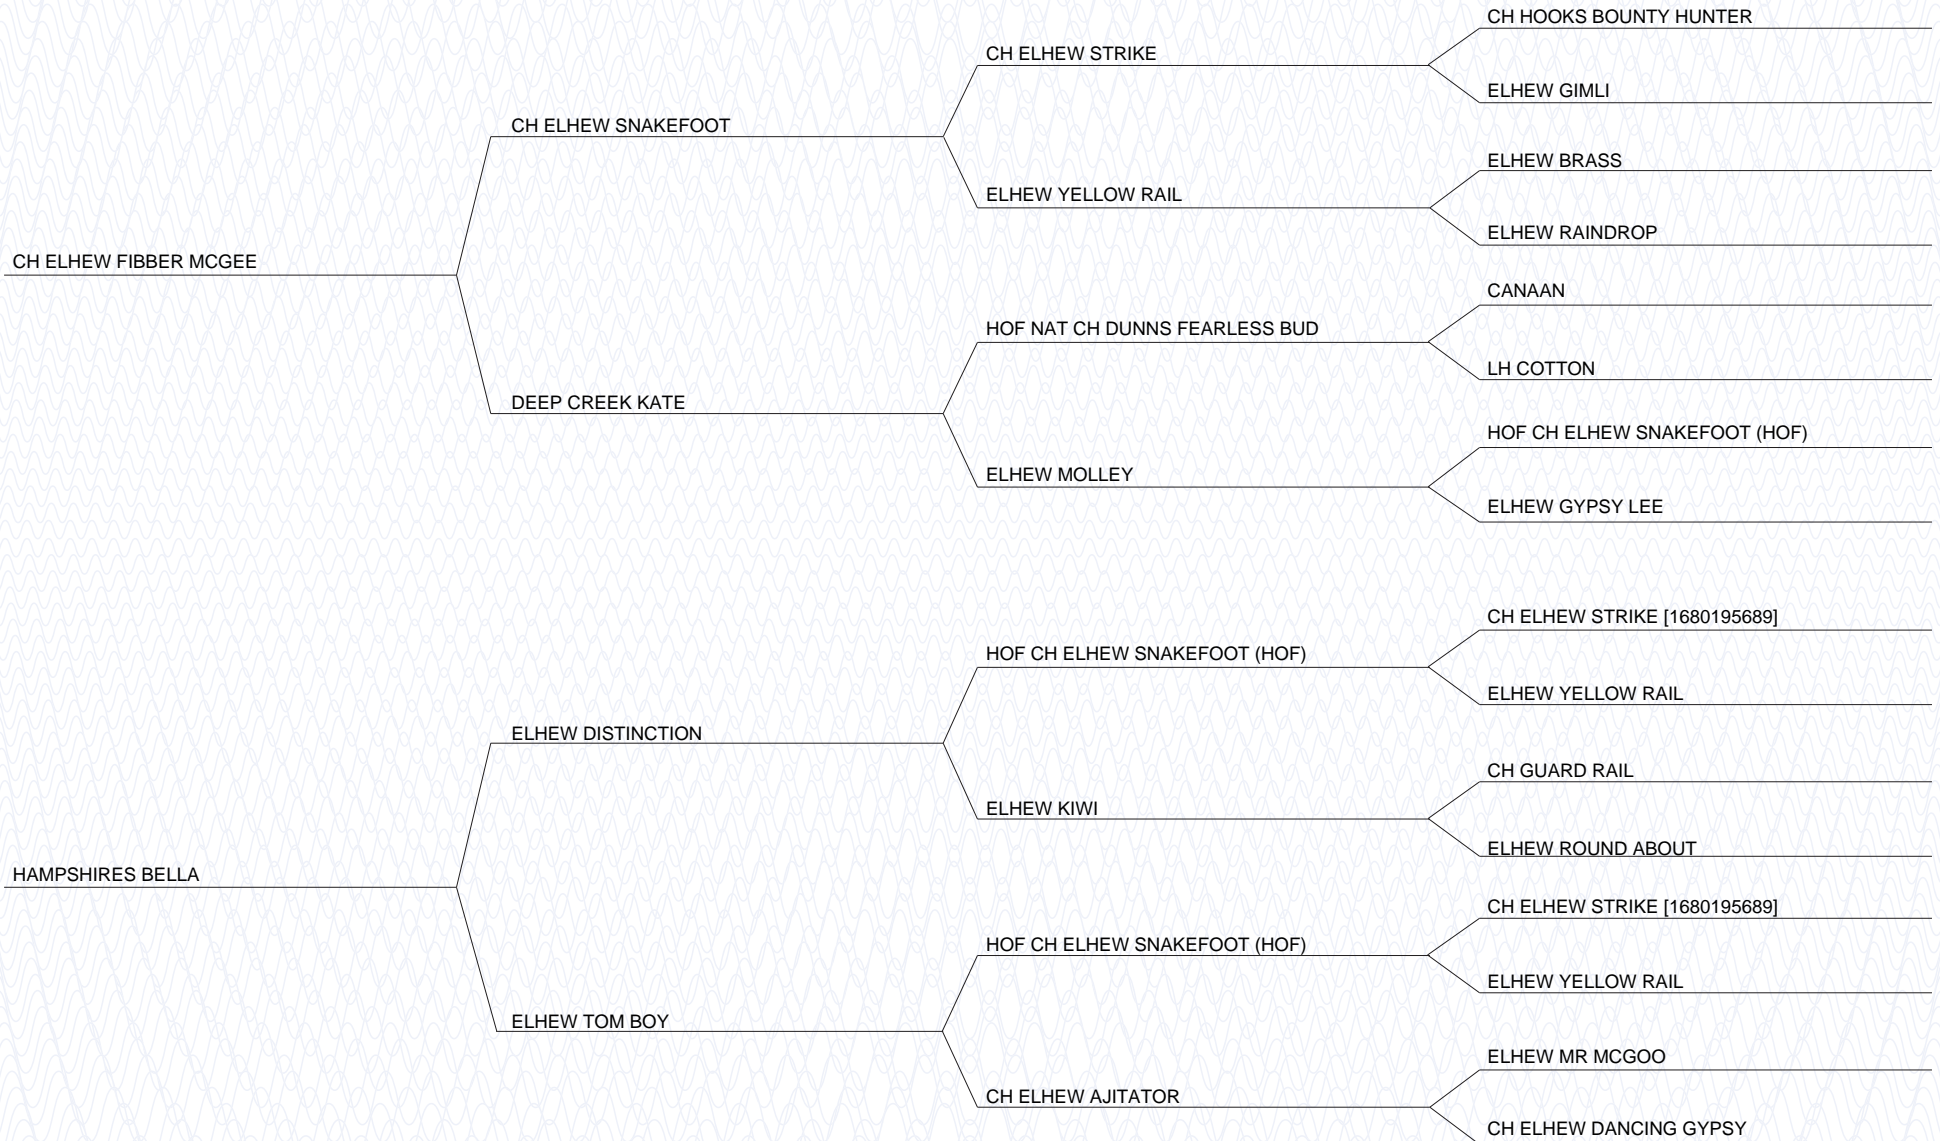 CH HOOKS BOUNTY HUNTER
CH ELHEW STRIKE
ELHEW GIMLI
CH ELHEW SNAKEFOOT
ELHEW BRASS
ELHEW YELLOW RAIL
ELHEW RAINDROP
CH ELHEW FIBBER MCGEE
CANAAN
HOF NAT CH DUNNS FEARLESS BUD
LH COTTON
DEEP CREEK KATE
HOF CH ELHEW SNAKEFOOT (HOF)
ELHEW MOLLEY
ELHEW GYPSY LEE
CH ELHEW STRIKE [1680195689]
HOF CH ELHEW SNAKEFOOT (HOF)
ELHEW YELLOW RAIL
ELHEW DISTINCTION
CH GUARD RAIL
ELHEW KIWI
ELHEW ROUND ABOUT
HAMPSHIRES BELLA
CH ELHEW STRIKE [1680195689]
HOF CH ELHEW SNAKEFOOT (HOF)
ELHEW YELLOW RAIL
ELHEW TOM BOY
ELHEW MR MCGOO
CH ELHEW AJITATOR
CH ELHEW DANCING GYPSY